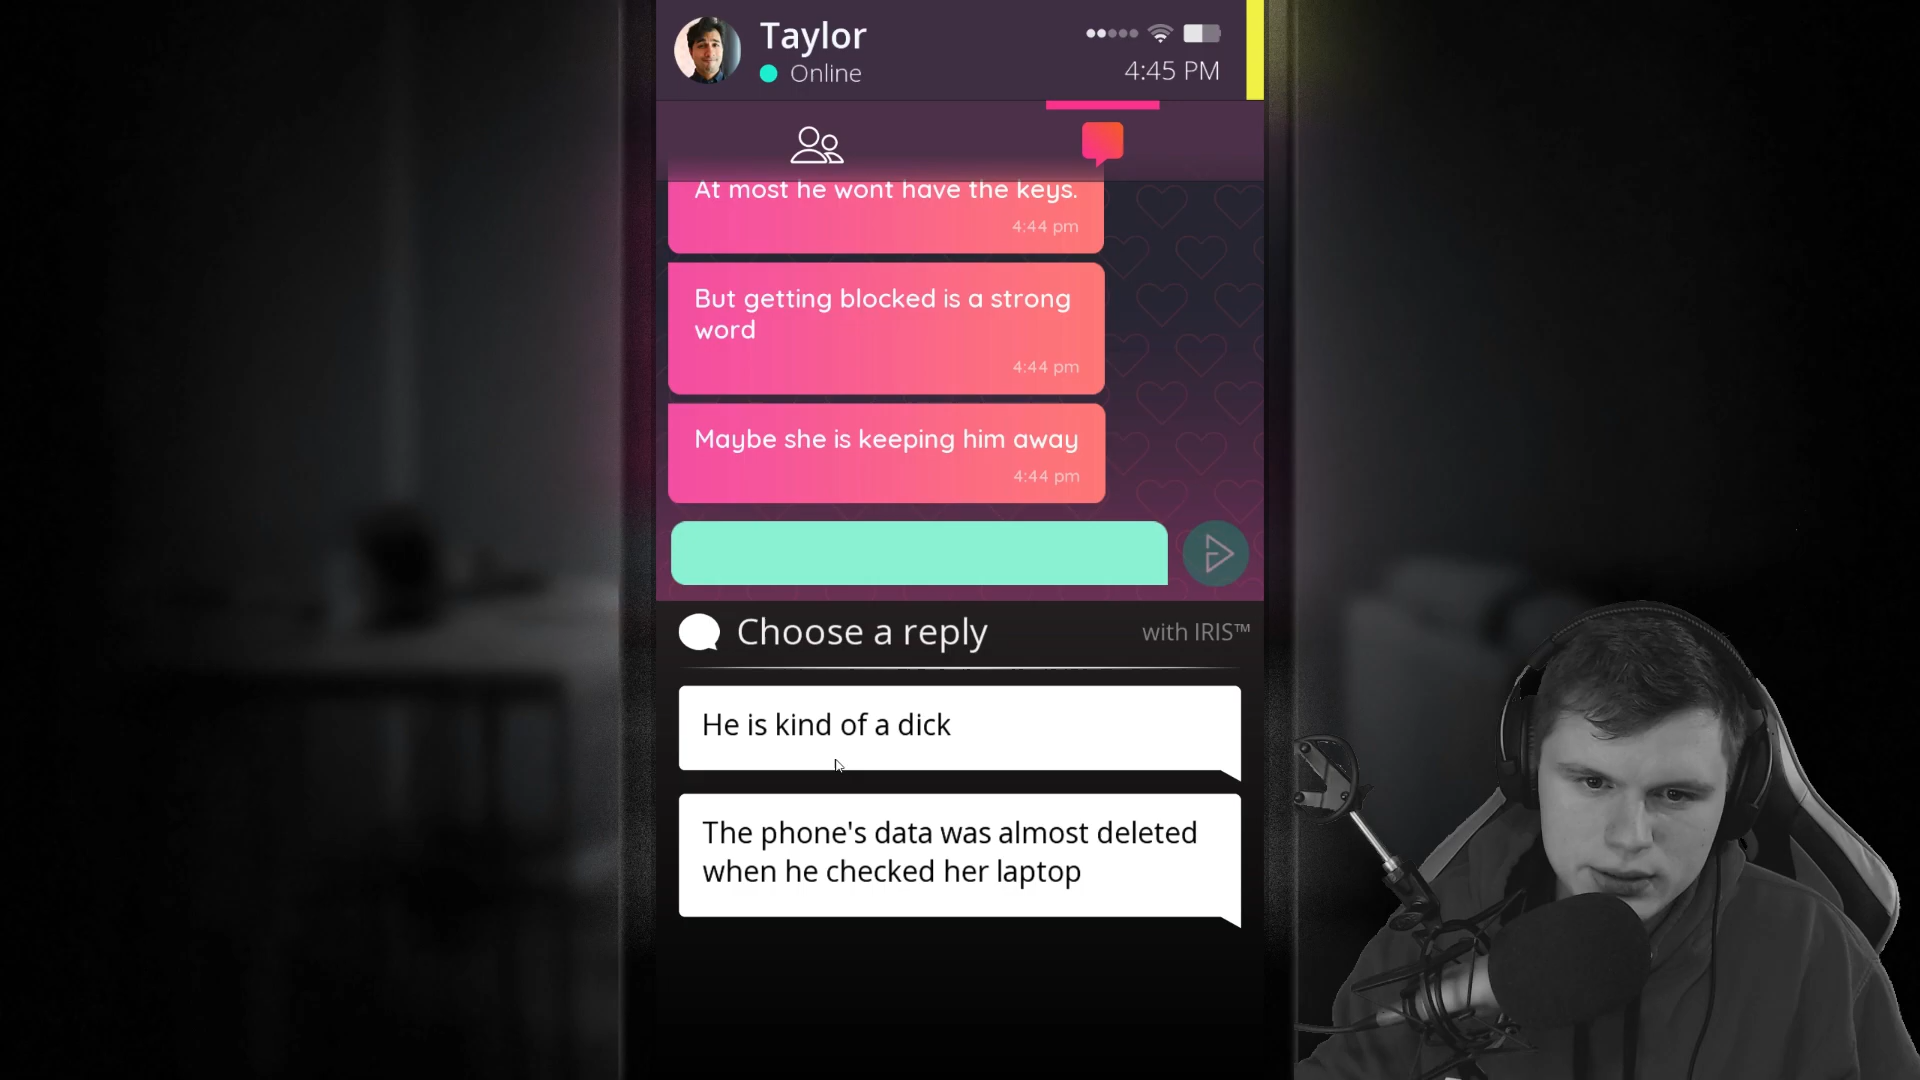 Taylor
Online
4:45 PM
At most he wont have the keys.
4:44 pm
But getting blocked is a strong
word
4:44 pm
Maybe she is keeping him away
4:44 pm
Choose a reply
with IRIS™
He is kind of a dick
The phone's data was almost deleted
when he checked her laptop